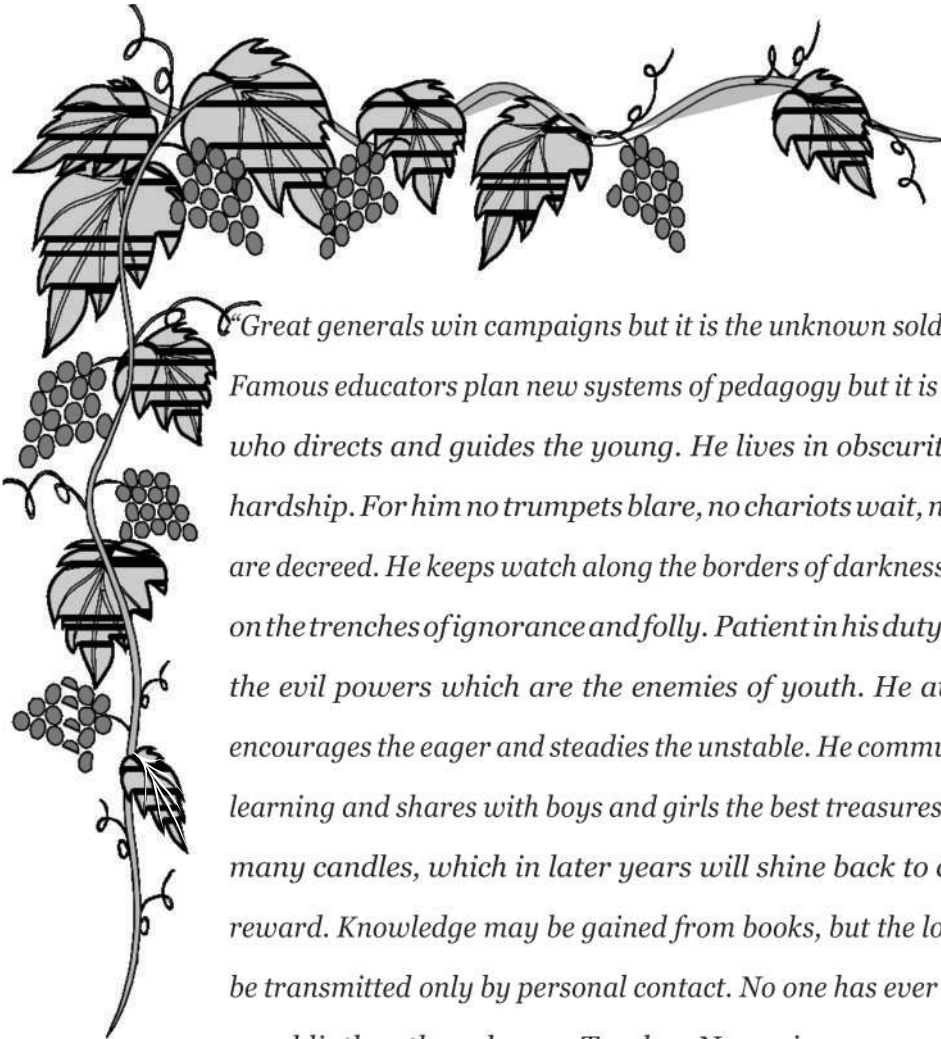 “Great generals win campaigns but it is the unknown sold
Famous educators plan new systems of pedagogy but it is
who directs and guides the young. He lives in obscurit
hardship. For him no trumpets blare, no chariots wait, n
are decreed. He keeps watch along the borders of darkness
on the trenches of ignorance and folly. Patient in his duty
the evil powers which are the enemies of youth. He a
encourages the eager and steadies the unstable. He commu
learning and shares with boys and girls the best treasures
many candles, which in later years will shine back to
reward. Knowledge may be gained from books, but the lo
be transmitted only by personal contact. No one has ever